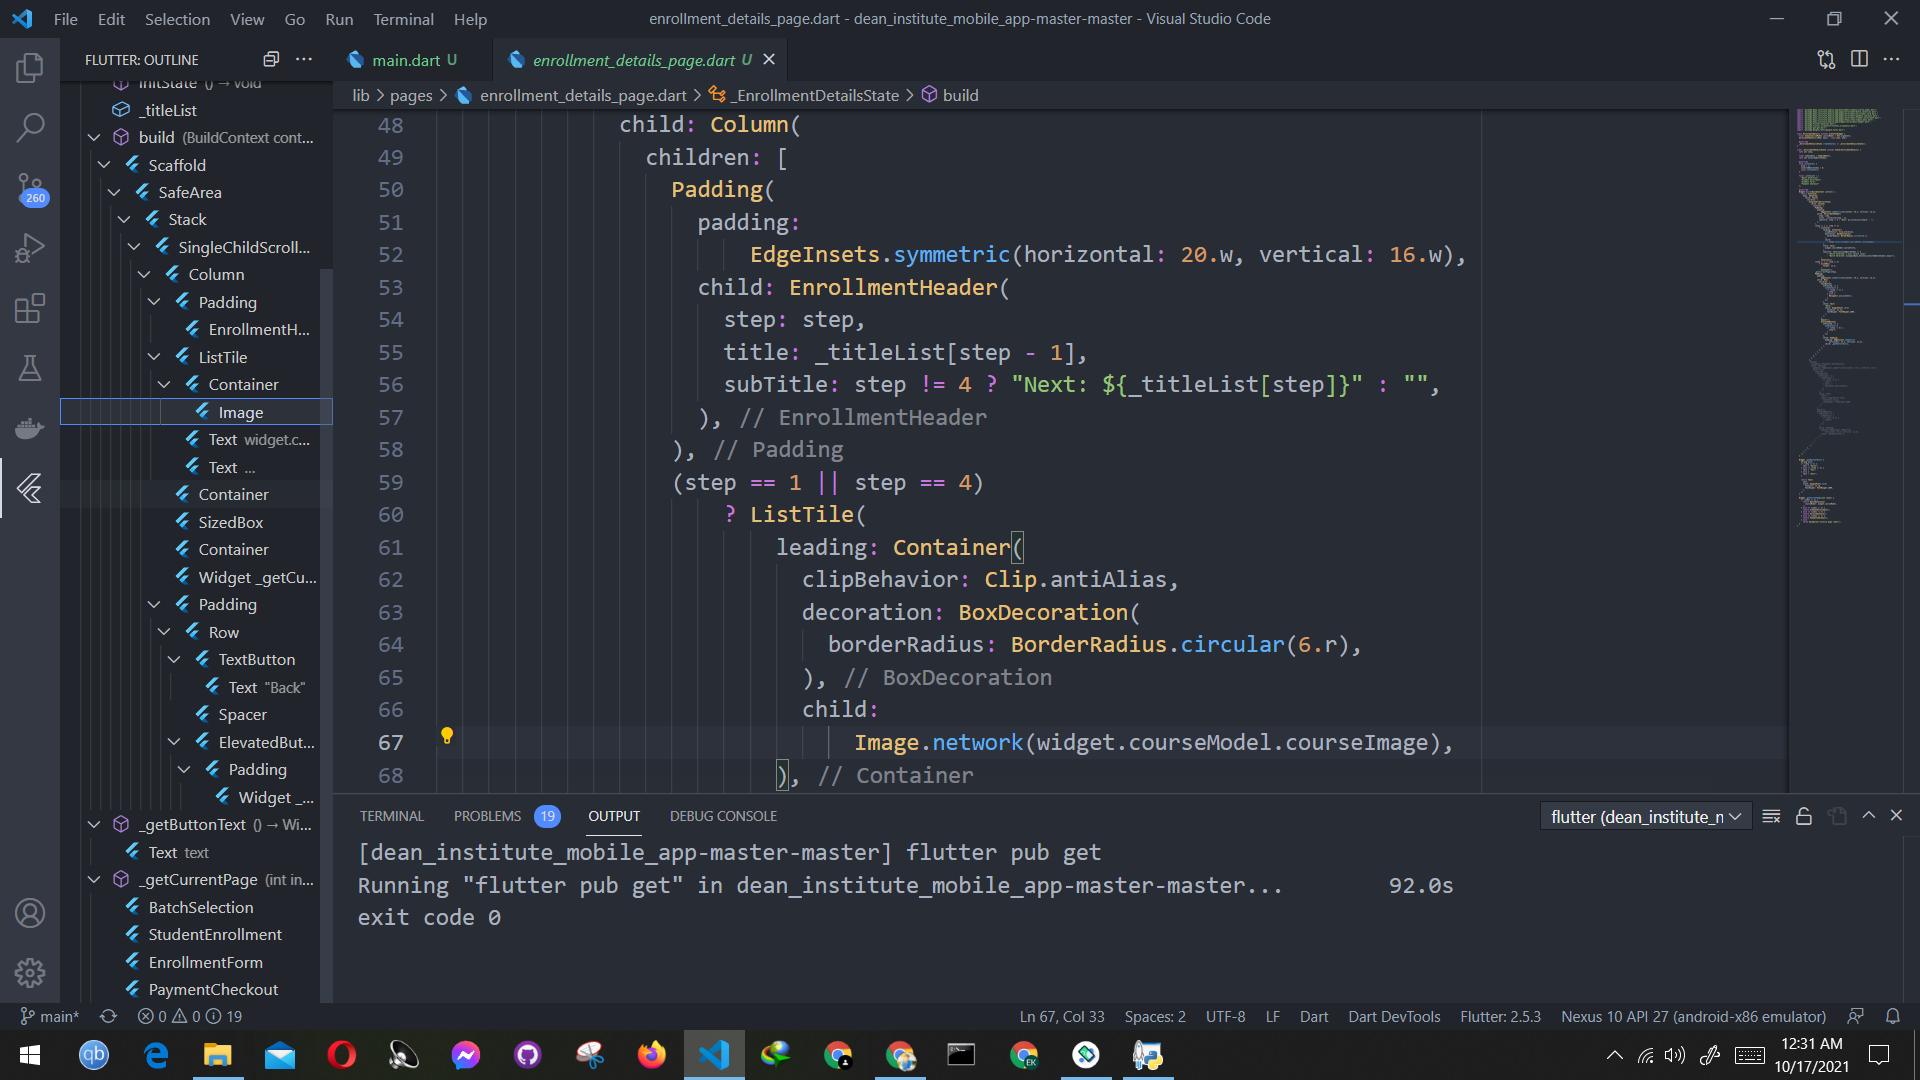 File Edit Selection View Go Run Terminal Help
enrollment_details_page.dart - dean_institute_mobile_app-master-master - Visual Studio Code
FLUTTER: OUTLINE
main.dart U
enrollment_details_page.dart U
lib > pages > enrollment_details_page.dart > _EnrollmentDetailsState > build
260
initState () → void
_titleList
build (BuildContext cont...
Scaffold
SafeArea
Stack
SingleChildScroll...
Column
Padding
EnrollmentH...
ListTile
Container
Image
Text widget.c...
Text ...
Container
SizedBox
Container
Widget _getCu...
Padding
Row
TextButton
Text "Back"
Spacer
ElevatedBut...
Padding
Widget _...
_getButtonText () → Wi...
Text text
_getCurrentPage (int in...
BatchSelection
StudentEnrollment
EnrollmentForm
PaymentCheckout
48 child: Column(
49 children: [
50 Padding(
51 padding:
52 EdgeInsets.symmetric(horizontal: 20.w, vertical: 16.w),
53 child: EnrollmentHeader(
54 step: step,
55 title: _titleList[step - 1],
56 subTitle: step != 4 ? "Next: ${_titleList[step]}" : "",
57 ), // EnrollmentHeader
58 ), // Padding
59 (step == 1 || step == 4)
60 ? ListTile(
61 leading: Container(
62 clipBehavior: Clip.antiAlias,
63 decoration: BoxDecoration(
64 borderRadius: BorderRadius.circular(6.r),
65 ), // BoxDecoration
66 child:
67 Image.network(widget.courseModel.courseImage),
68 ), // Container
TERMINAL PROBLEMS 19 OUTPUT DEBUG CONSOLE
flutter (dean_institute_m
[dean_institute_mobile_app-master-master] flutter pub get
Running "flutter pub get" in dean_institute_mobile_app-master-master... 92.0s
exit code 0
main* 0 0 19
Ln 67, Col 33 Spaces: 2 UTF-8 LF Dart Dart DevTools Flutter: 2.5.3 Nexus 10 API 27 (android-x86 emulator)
qb
EK
12:31 AM
10/17/2021